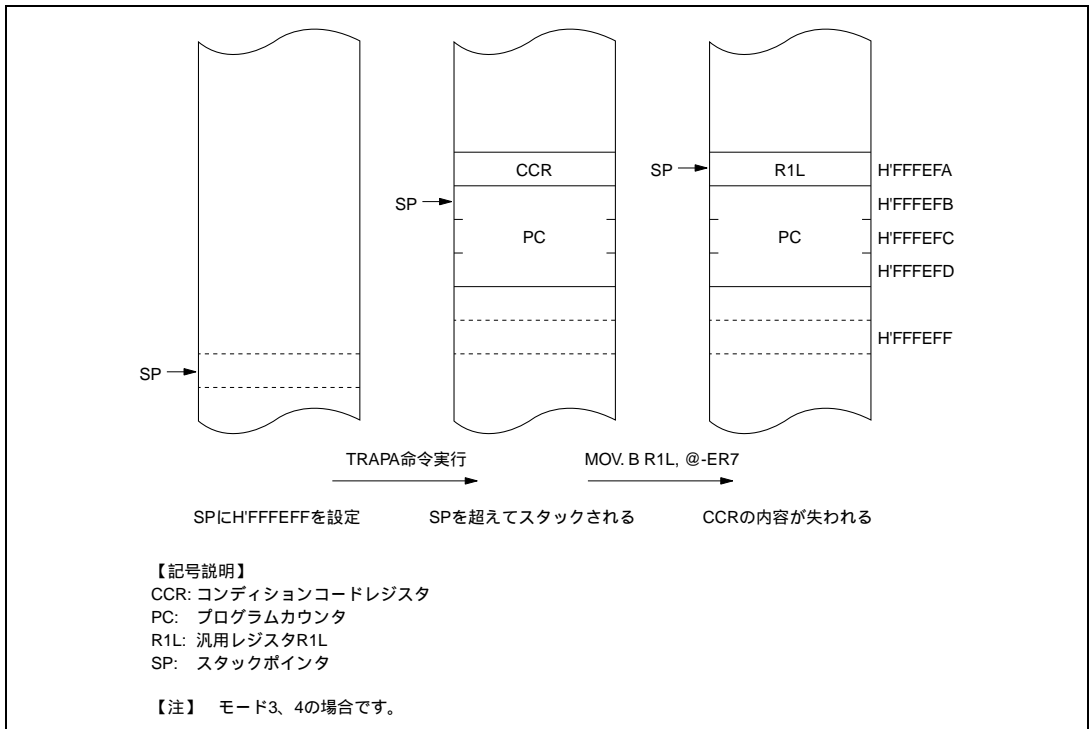 CCR
SP
R1L
H'FFFEFA
SP
H'FFFEFB
PC
PC
H'FFFEFC
H'FFFEFD
H'FFFEFF
SP
TRAPA命令実行
MOV. B R1L, @-ER7
SPにH'FFFEFFを設定
SPを超えてスタックされる
CCRの内容が失われる
【記号説明】
CCR: コンディションコードレジスタ
PC: プログラムカウンタ
R1L: 汎用レジスタR1L
SP: スタックポインタ
【注】 モード3、4の場合です。